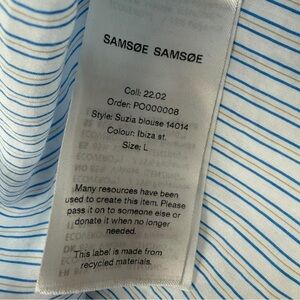 SAMSØE SAMSØE
Coll: 22.02
Order: PO000008
Style: Suzia blouse 14014
Colour: Ibiza st.
Size: L
Many resources have been
used to create this item. Please
pass it on to someone else or
donate it when no longer
needed.
This label is made from
recycled materials.